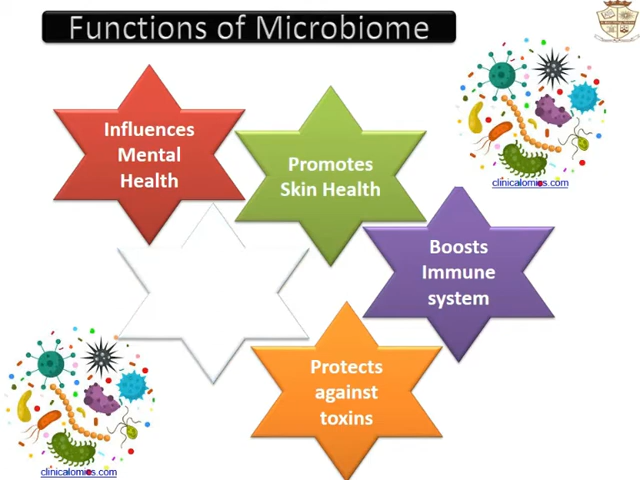 Functions of Microbiome
Influences
Mental
Health
Promotes
Skin Health
clinicalomics.com
Boosts
Immune
system
Protects
against
toxins
clinicalomics.com